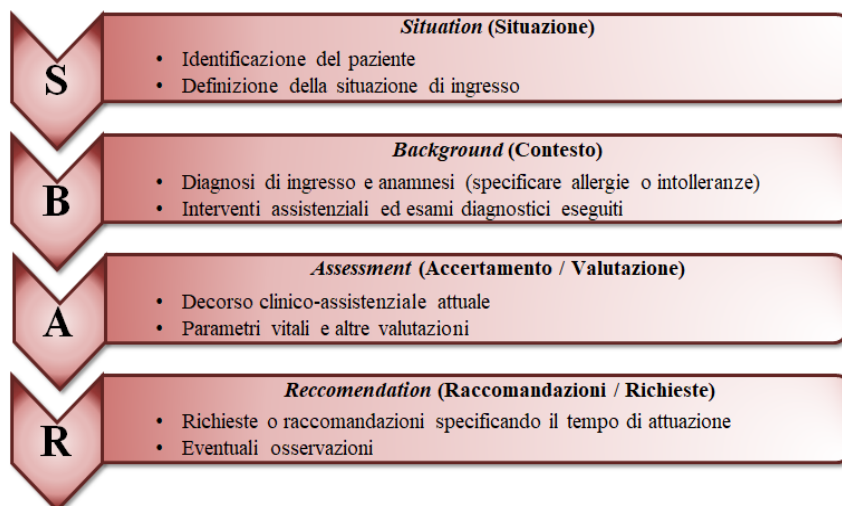 S
Situation (Situazione)
• Identificazione del paziente
• Definizione della situazione di ingresso
B
Background (Contesto)
• Diagnosi di ingresso e anamnesi (specificare allergie o intolleranze)
• Interventi assistenziali ed esami diagnostici eseguiti
A
Assessment (Accertamento / Valutazione)
• Decorso clinico-assistenziale attuale
• Parametri vitali e altre valutazioni
R
Reccomendation (Raccomandazioni / Richieste)
• Richieste o raccomandazioni specificando il tempo di attuazione
• Eventuali osservazioni